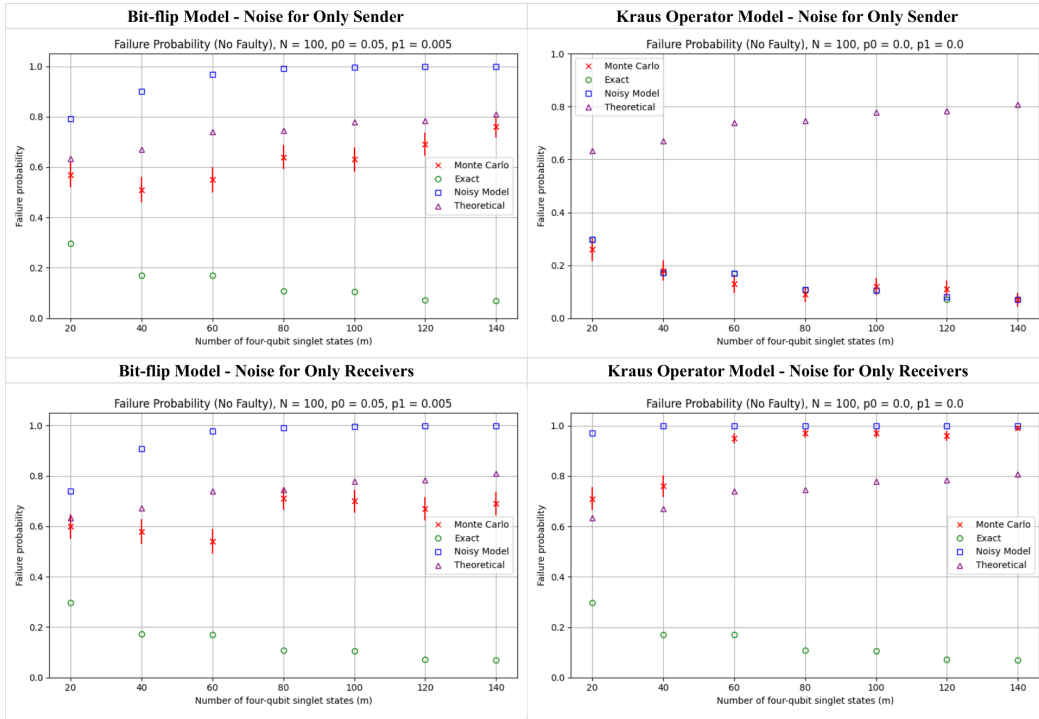 Bit-flip Model - Noise for Only Sender
Failure Probability (No Faulty), N = 100, p0 = 0.05, p1 = 0.005
Failure probability
1.0
0.8
0.6
0.4
0.2
0.0
Monte Carlo
Exact
Noisy Model
Theoretical
20 40 60 80 100 120 140
Number of four-qubit singlet states (m)
Kraus Operator Model - Noise for Only Sender
Failure Probability (No Faulty), N = 100, p0 = 0.0, p1 = 0.0
Failure probability
1.0
0.8
0.6
0.4
0.2
0.0
Monte Carlo
Exact
Noisy Model
Theoretical
20 40 60 80 100 120 140
Number of four-qubit singlet states (m)
Bit-flip Model - Noise for Only Receivers
Failure Probability (No Faulty), N = 100, p0 = 0.05, p1 = 0.005
Failure probability
1.0
0.8
0.6
0.4
0.2
0.0
Monte Carlo
Exact
Noisy Model
Theoretical
20 40 60 80 100 120 140
Number of four-qubit singlet states (m)
Kraus Operator Model - Noise for Only Receivers
Failure Probability (No Faulty), N = 100, p0 = 0.0, p1 = 0.0
Failure probability
1.0
0.8
0.6
0.4
0.2
0.0
Monte Carlo
Exact
Noisy Model
Theoretical
20 40 60 80 100 120 140
Number of four-qubit singlet states (m)